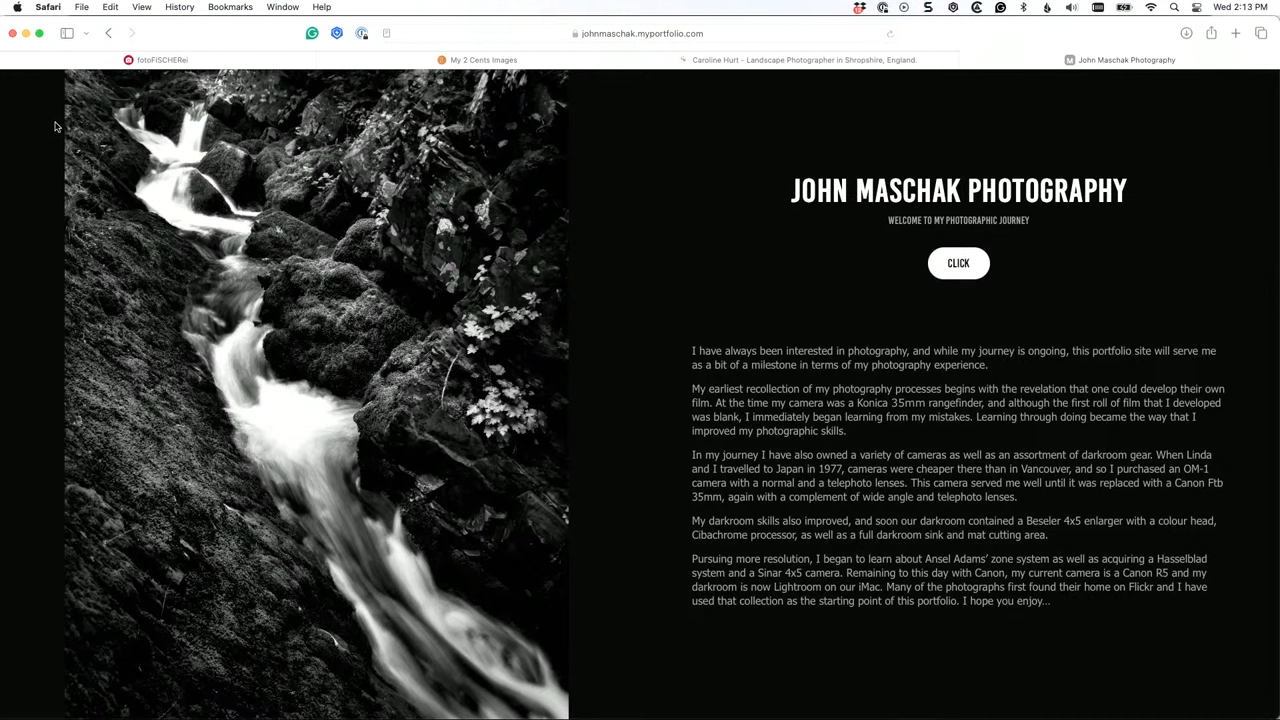 Safari File Edit View History Bookmarks Window Help
Wed 2:13 PM
johnmaschak.myportfolio.com
fotoFISCHERei
My 2 Cents Images
Caroline Hurt - Landscape Photographer in Shropshire, England.
John Maschak Photography
JOHN MASCHAK PHOTOGRAPHY
WELCOME TO MY PHOTOGRAPHIC JOURNEY
CLICK
I have always been interested in photography, and while my journey is ongoing, this portfolio site will serve me
as a bit of a milestone in terms of my photography experience.
My earliest recollection of my photography processes begins with the revelation that one could develop their own
film. At the time my camera was a Konica 35mm rangefinder, and although the first roll of film that I developed
was blank, I immediately began learning from my mistakes. Learning through doing became the way that I
improved my photographic skills.
In my journey I have also owned a variety of cameras as well as an assortment of darkroom gear. When Linda
and I travelled to Japan in 1977, cameras were cheaper there than in Vancouver, and so I purchased an OM-1
camera with a normal and a telephoto lenses. This camera served me well until it was replaced with a Canon Ftb
35mm, again with a complement of wide angle and telephoto lenses.
My darkroom skills also improved, and soon our darkroom contained a Beseler 4x5 enlarger with a colour head,
Cibachrome processor, as well as a full darkroom sink and mat cutting area.
Pursuing more resolution, I began to learn about Ansel Adams' zone system as well as acquiring a Hasselblad
system and a Sinar 4x5 camera. Remaining to this day with Canon, my current camera is a Canon R5 and my
darkroom is now Lightroom on our iMac. Many of the photographs first found their home on Flickr and I have
used that collection as the starting point of this portfolio. I hope you enjoy…